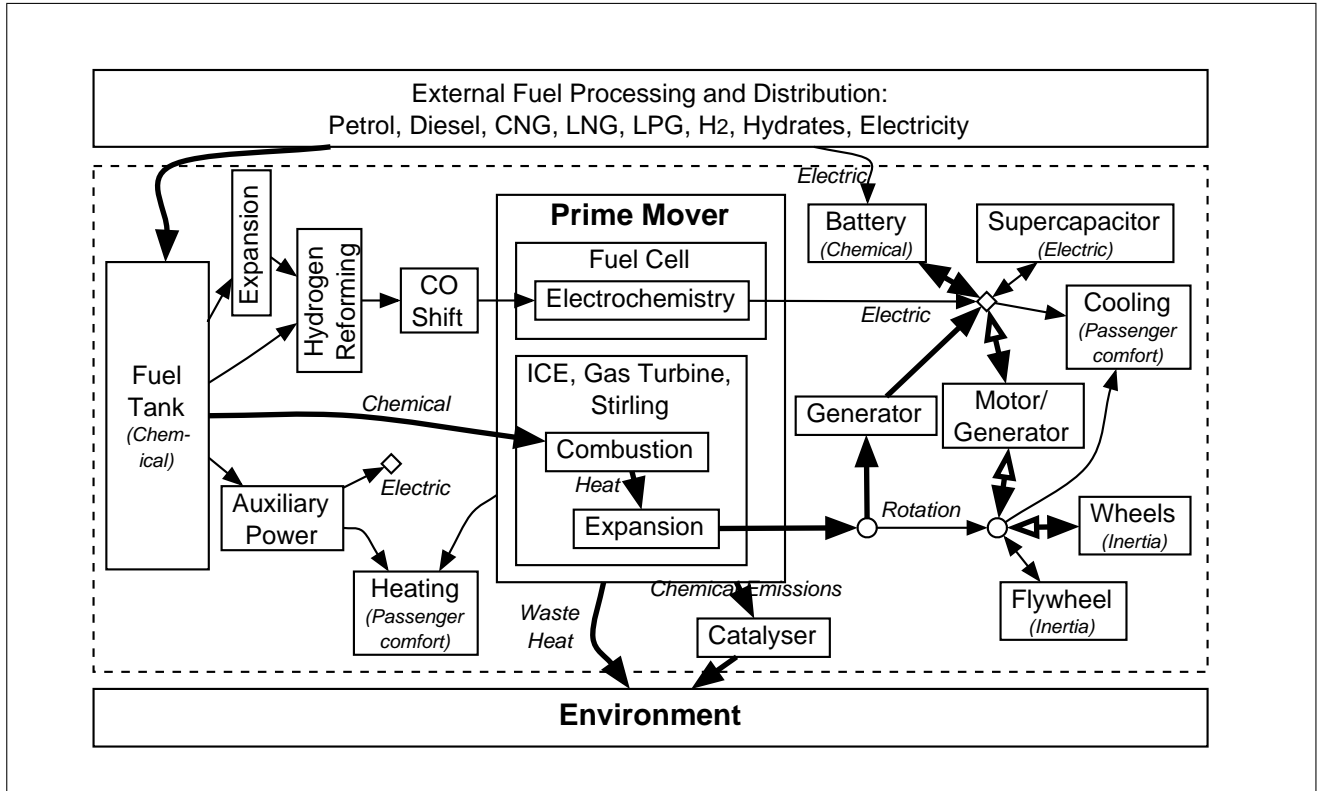 External Fuel Processing and Distribution:
Petrol, Diesel, CNG, LNG, LPG, H2, Hydrates, Electricity
Electric
Expansion
Hydrogen
Reforming
CO
Shift
Prime Mover
Fuel Cell
Electrochemistry
Battery
(Chemical)
Supercapacitor
(Electric)
Electric
Cooling
(Passenger
comfort)
Fuel
Tank
(Chem-
ical)
Chemical
ICE, Gas Turbine,
Stirling
Combustion
Heat
Expansion
Generator
Motor/
Generator
Electric
Auxiliary
Power
Rotation
Wheels
(Inertia)
Heating
(Passenger
comfort)
Flywheel
(Inertia)
Waste
Heat
Chemical Emissions
Catalyser
Environment